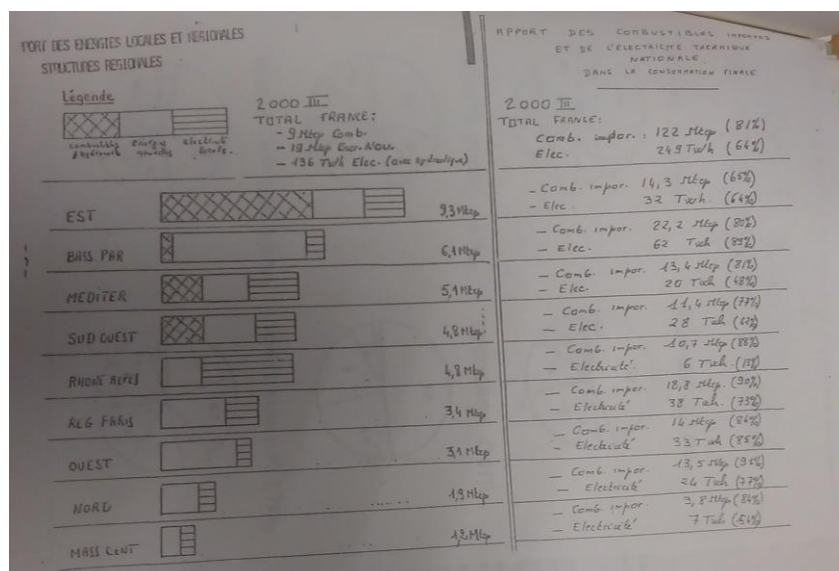 PORT DES ENERGIES LOCALES ET REGIONALES
STRUCTURES REGIONALES
Légende
combustibles
Energies
électricité
nouvelles
locale
2000 III
TOTAL FRANCE:
- 9 Mtep Comb.
- 19 Mtep Ener. Nouv.
- 136 Twh Elec. (avec hydraulique)
EST 9,3 Mtep
BASS PAR 6,1 Mtep
MEDITER 5,1 Mtep
SUD OUEST 4,8 Mtep
RHONE ALPES 4,8 Mtep
REG PARIS 3,4 Mtep
OUEST 3,1 Mtep
NORD 1,9 Mtep
MASS CENT 1,2 Mtep
APPORT DES COMBUSTIBLES IMPORTES
ET DE L'ELECTRICITE THERMIQUE
NATIONALE
DANS LA CONSOMMATION FINALE
2000 III
TOTAL FRANCE:
Comb. impor. : 122 Mtep (81%)
Elec. 249 Twh (64%)
- Comb. impor. 14,3 Mtep (65%)
- Elec. 32 Twh. (64%)
- Comb. impor. 22,2 Mtep (80%)
- Elec. 62 Twh (89%)
- Comb. impor. 13,4 Mtep (81%)
- Elec. 20 Twh (48%)
- Comb. impor. 11,4 Mtep (77%)
- Elec. 28 Twh
- Comb. impor. 10,7 Mtep (88%)
- Electricité. 6 Twh.
- Comb. impor. 18,8 Mtep. (90%)
- Electricité 38 Twh. (73%)
- Comb. impor. 14 Mtep (84%)
- Electricité 33 Twh (85%)
- Comb. impor. 13,5 Mtep
- Electricité 24 Twh (77%)
- Comb. impor. 3,8 Mtep (84%)
- Electricité 7 Twh (54%)